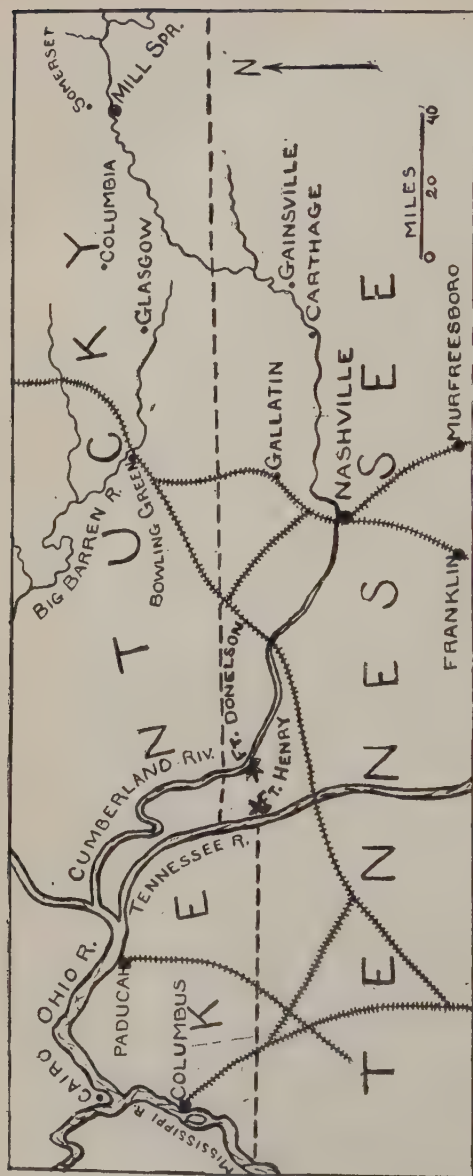 SOMERSET
MILL SPR.
N
COLUMBIA
GLASGOW
KENTUCKY
BIG BARREN R.
BOWLING GREEN
GAINSVILLE
CARTHAGE
MILES
0 20 40
GALLATIN
NASHVILLE
MURFREESBORO
FRANKLIN
CUMBERLAND RIV.
FT. DONELSON
FT. HENRY
TENNESSEE R.
OHIO R.
PADUCAH
CAIRO
COLUMBUS
MISSISSIPPI R.
TENNESSEE